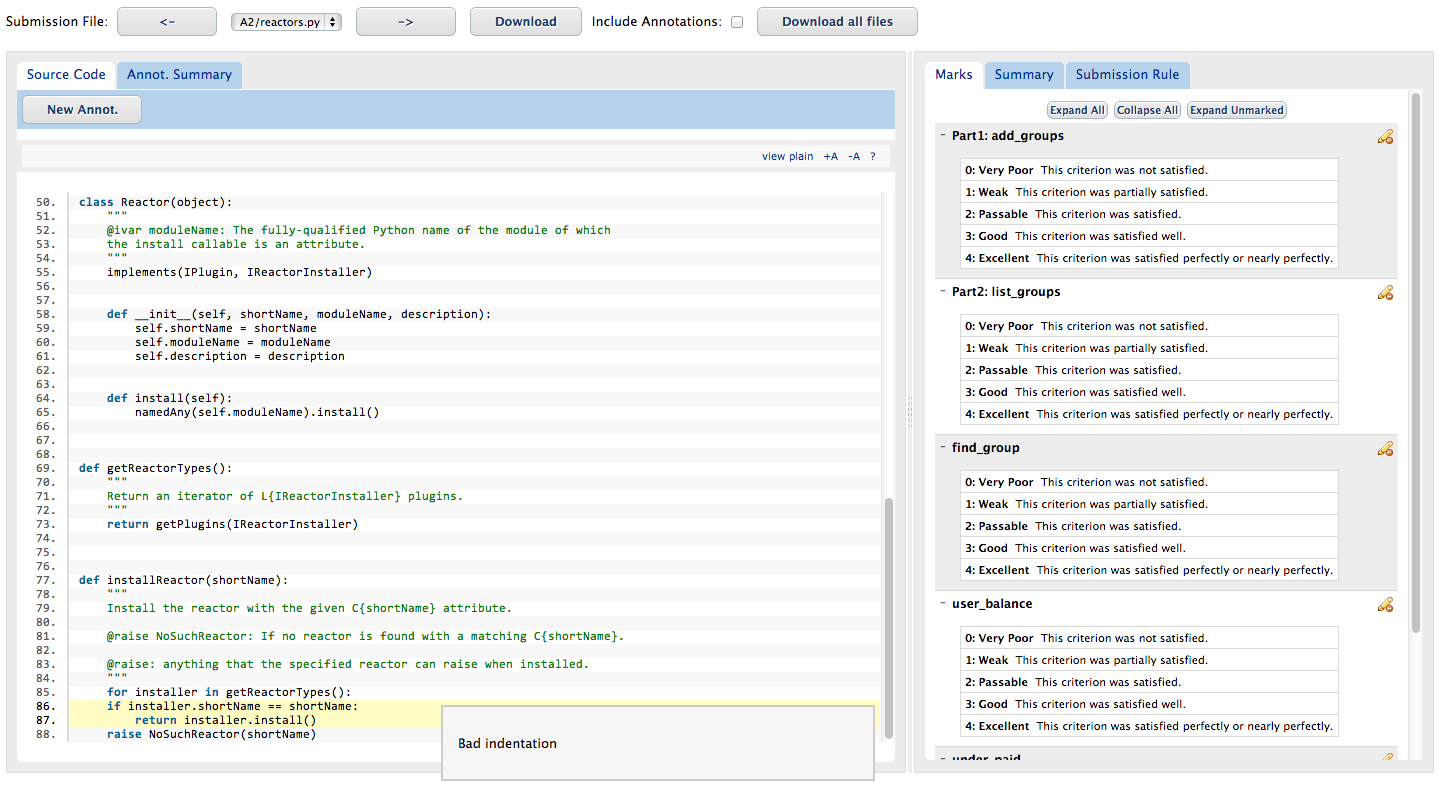 Submission File: <- A2/reactors.py -> Download Include Annotations: Download all files
Source Code Annot. Summary
New Annot.
view plain +A -A ?
50. class Reactor(object):
51. """
52. @ivar moduleName: The fully-qualified Python name of the module of which
53. the install callable is an attribute.
54. """
55. implements(IPlugin, IReactorInstaller)
56.
57.
58. def __init__(self, shortName, moduleName, description):
59. self.shortName = shortName
60. self.moduleName = moduleName
61. self.description = description
62.
63.
64. def install(self):
65. namedAny(self.moduleName).install()
66.
67.
68.
69. def getReactorTypes():
70. """
71. Return an iterator of L{IReactorInstaller} plugins.
72. """
73. return getPlugins(IReactorInstaller)
74.
75.
76.
77. def installReactor(shortName):
78. """
79. Install the reactor with the given C{shortName} attribute.
80.
81. @raise NoSuchReactor: If no reactor is found with a matching C{shortName}.
82.
83. @raise: anything that the specified reactor can raise when installed.
84. """
85. for installer in getReactorTypes():
86. if installer.shortName == shortName:
87. return installer.install()
88. raise NoSuchReactor(shortName)
Bad indentation
Marks Summary Submission Rule
Expand All Collapse All Expand Unmarked
- Part1: add_groups
0: Very Poor This criterion was not satisfied.
1: Weak This criterion was partially satisfied.
2: Passable This criterion was satisfied.
3: Good This criterion was satisfied well.
4: Excellent This criterion was satisfied perfectly or nearly perfectly.
- Part2: list_groups
0: Very Poor This criterion was not satisfied.
1: Weak This criterion was partially satisfied.
2: Passable This criterion was satisfied.
3: Good This criterion was satisfied well.
4: Excellent This criterion was satisfied perfectly or nearly perfectly.
- find_group
0: Very Poor This criterion was not satisfied.
1: Weak This criterion was partially satisfied.
2: Passable This criterion was satisfied.
3: Good This criterion was satisfied well.
4: Excellent This criterion was satisfied perfectly or nearly perfectly.
- user_balance
0: Very Poor This criterion was not satisfied.
1: Weak This criterion was partially satisfied.
2: Passable This criterion was satisfied.
3: Good This criterion was satisfied well.
4: Excellent This criterion was satisfied perfectly or nearly perfectly.
- under_paid